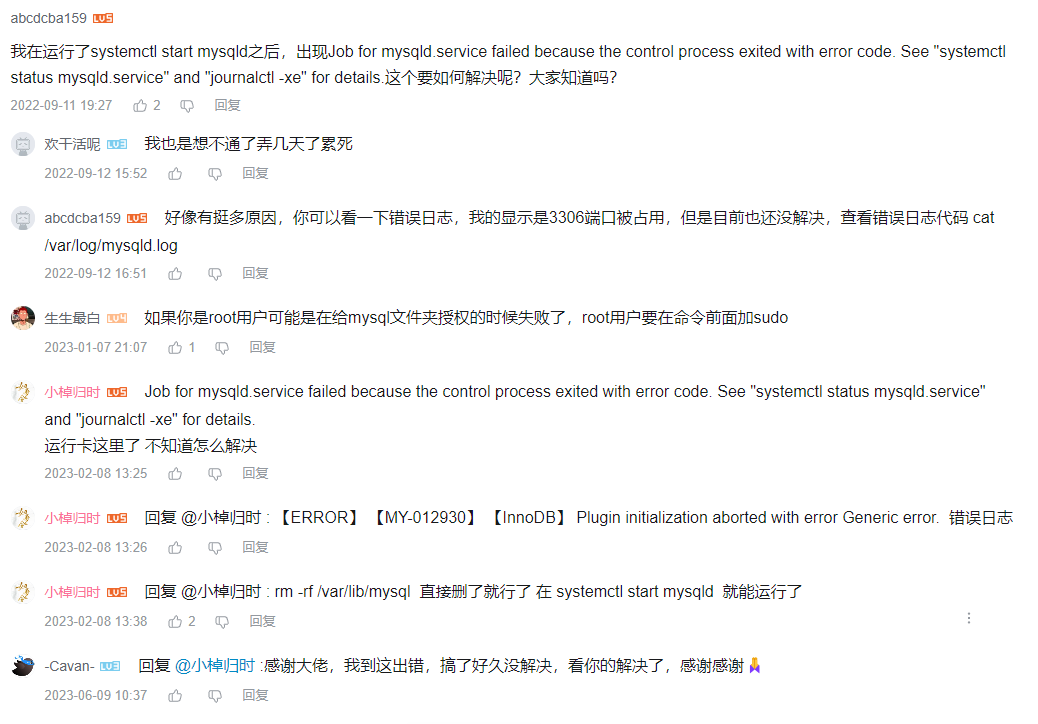 abcdcba159 LV5
我在运行了systemctl start mysqld之后，出现Job for mysqld.service failed because the control process exited with error code. See "systemctl
status mysqld.service" and "journalctl -xe" for details.这个要如何解决呢？大家知道吗？
2022-09-11 19:27 2 回复
欢干活呢 LV3 我也是想不通了弄几天了累死
2022-09-12 15:52 回复
abcdcba159 LV5 好像有挺多原因，你可以看一下错误日志，我的显示是3306端口被占用，但是目前也还没解决，查看错误日志代码 cat
/var/log/mysqld.log
2022-09-12 16:51 回复
生生最白 LV4 如果你是root用户可能是在给mysql文件夹授权的时候失败了，root用户要在命令前面加sudo
2023-01-07 21:07 1 回复
小棹归时 LV5 Job for mysqld.service failed because the control process exited with error code. See "systemctl status mysqld.service"
and "journalctl -xe" for details.
运行卡这里了 不知道怎么解决
2023-02-08 13:25 回复
小棹归时 LV5 回复 @小棹归时 : 【ERROR】 【MY-012930】 【InnoDB】 Plugin initialization aborted with error Generic error. 错误日志
2023-02-08 13:26 回复
小棹归时 LV5 回复 @小棹归时 : rm -rf /var/lib/mysql 直接删了就行了 在 systemctl start mysqld 就能运行了
2023-02-08 13:38 2 回复
-Cavan- LV3 回复 @小棹归时 :感谢大佬，我到这出错，搞了好久没解决，看你的解决了，感谢感谢🙏
2023-06-09 10:37 回复